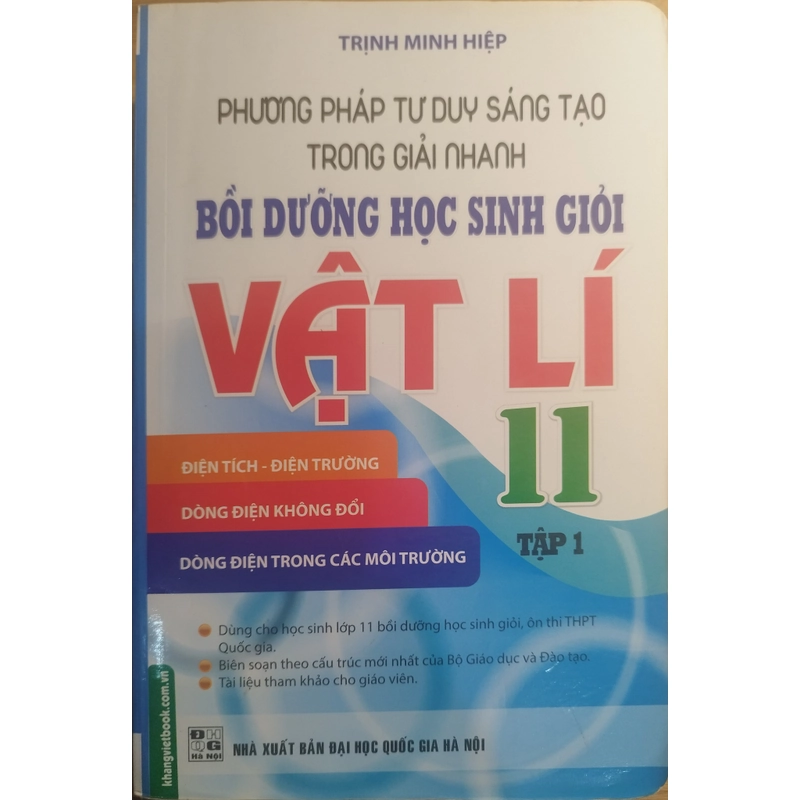 TRỊNH MINH HIỆP
PHƯƠNG PHÁP TƯ DUY SÁNG TẠO
TRONG GIẢI NHANH
BỒI DƯỠNG HỌC SINH GIỎI
VẬT LÍ
11
TẬP 1
ĐIỆN TÍCH - ĐIỆN TRƯỜNG
DÒNG ĐIỆN KHÔNG ĐỔI
DÒNG ĐIỆN TRONG CÁC MÔI TRƯỜNG
Dùng cho học sinh lớp 11 bồi dưỡng học sinh giỏi, ôn thi THPT
Quốc gia.
Biên soạn theo cấu trúc mới nhất của Bộ Giáo dục và Đào tạo.
Tài liệu tham khảo cho giáo viên.
khangvietbook.com.vn
ĐH
QG
Hà Nội
NHÀ XUẤT BẢN ĐẠI HỌC QUỐC GIA HÀ NỘI